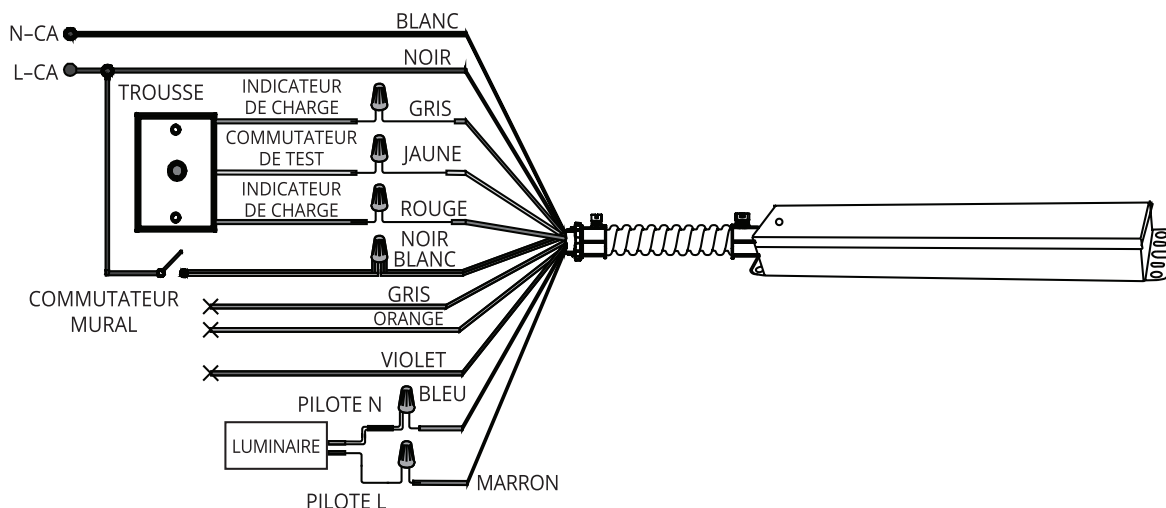 BLANC
N–CA
NOIR
L–CA
TROUSSE
INDICATEUR
DE CHARGE
GRIS
COMMUTATEUR
DE TEST
JAUNE
INDICATEUR
DE CHARGE
ROUGE
NOIR
BLANC
COMMUTATEUR
MURAL
GRIS
ORANGE
VIOLET
BLEU
PILOTE N
LUMINAIRE
MARRON
PILOTE L